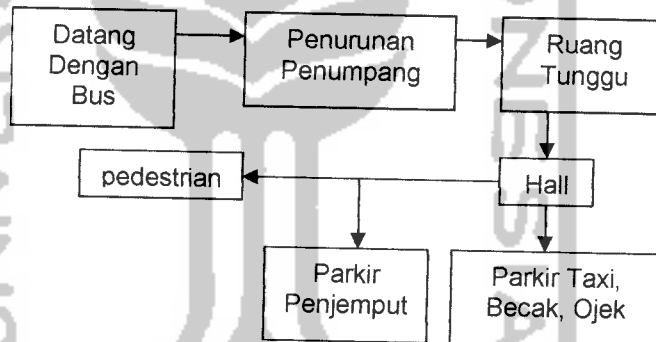 Datang
Dengan
Bus
Penurunan
Penumpang
Ruang
Tunggu
pedestrian
Hall
Parkir
Penjemput
Parkir Taxi,
Becak, Ojek